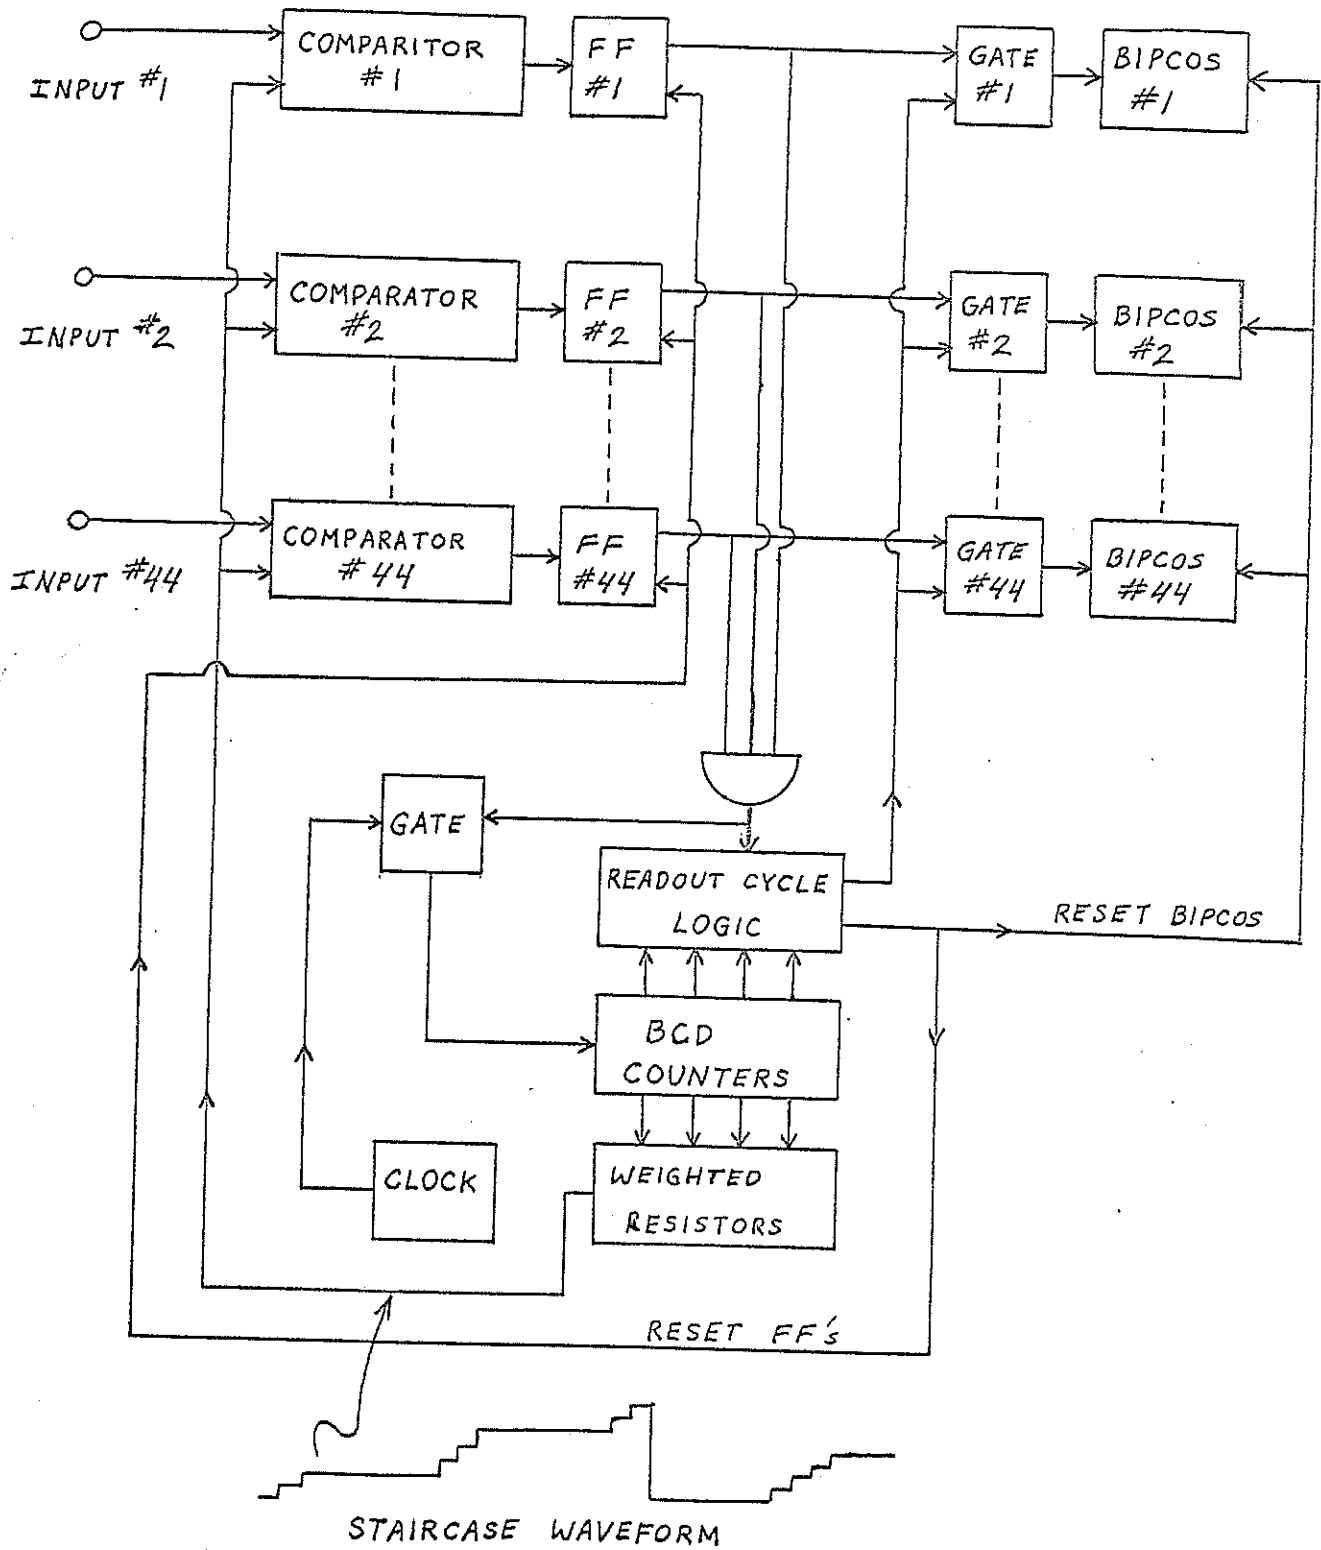 COMPARITOR
#1
FF
#1
GATE
#1
BIPCOS
#1
INPUT #1
COMPARATOR
#2
FF
#2
GATE
#2
BIPCOS
#2
INPUT #2
COMPARATOR
#44
FF
#44
GATE
#44
BIPCOS
#44
INPUT #44
GATE
READOUT CYCLE
LOGIC
RESET BIPCOS
BCD
COUNTERS
CLOCK
WEIGHTED
RESISTORS
RESET FF's
STAIRCASE WAVEFORM